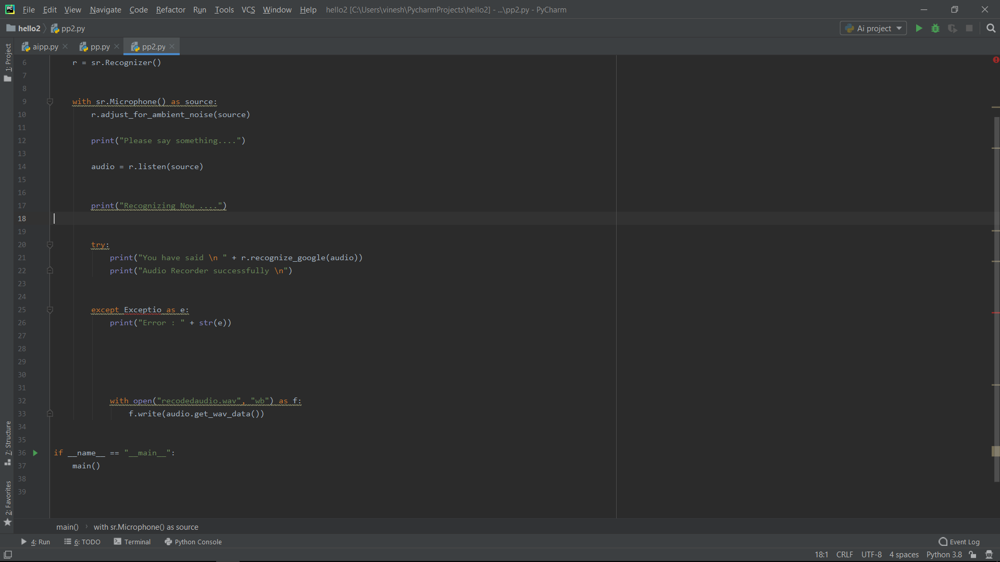 PC File Edit View Navigate Code Refactor Run Tools VCS Window Help hello2 [C:\Users\vinesh\PycharmProjects\hello2] - ...\pp2.py - PyCharm
hello2 pp2.py Ai project
aipp.py pp.py pp2.py
1: Project
6 r = sr.Recognizer()
7
8
9 with sr.Microphone() as source:
10 r.adjust_for_ambient_noise(source)
11
12 print("Please say something....")
13
14 audio = r.listen(source)
15
16
17 print("Recognizing Now ....")
18
19
20 try:
21 print("You have said \n " + r.recognize_google(audio))
22 print("Audio Recorder successfully \n")
23
24
25 except Exceptio as e:
26 print("Error : " + str(e))
27
28
29
30
31
32 with open("recodedaudio.wav", "wb") as f:
33 f.write(audio.get_wav_data())
34
35
36 if __name__ == "__main__":
37 main()
38
39
7: Structure
2: Favorites
main() with sr.Microphone() as source
4: Run 6: TODO Terminal Python Console Event Log
18:1 CRLF UTF-8 4 spaces Python 3.8